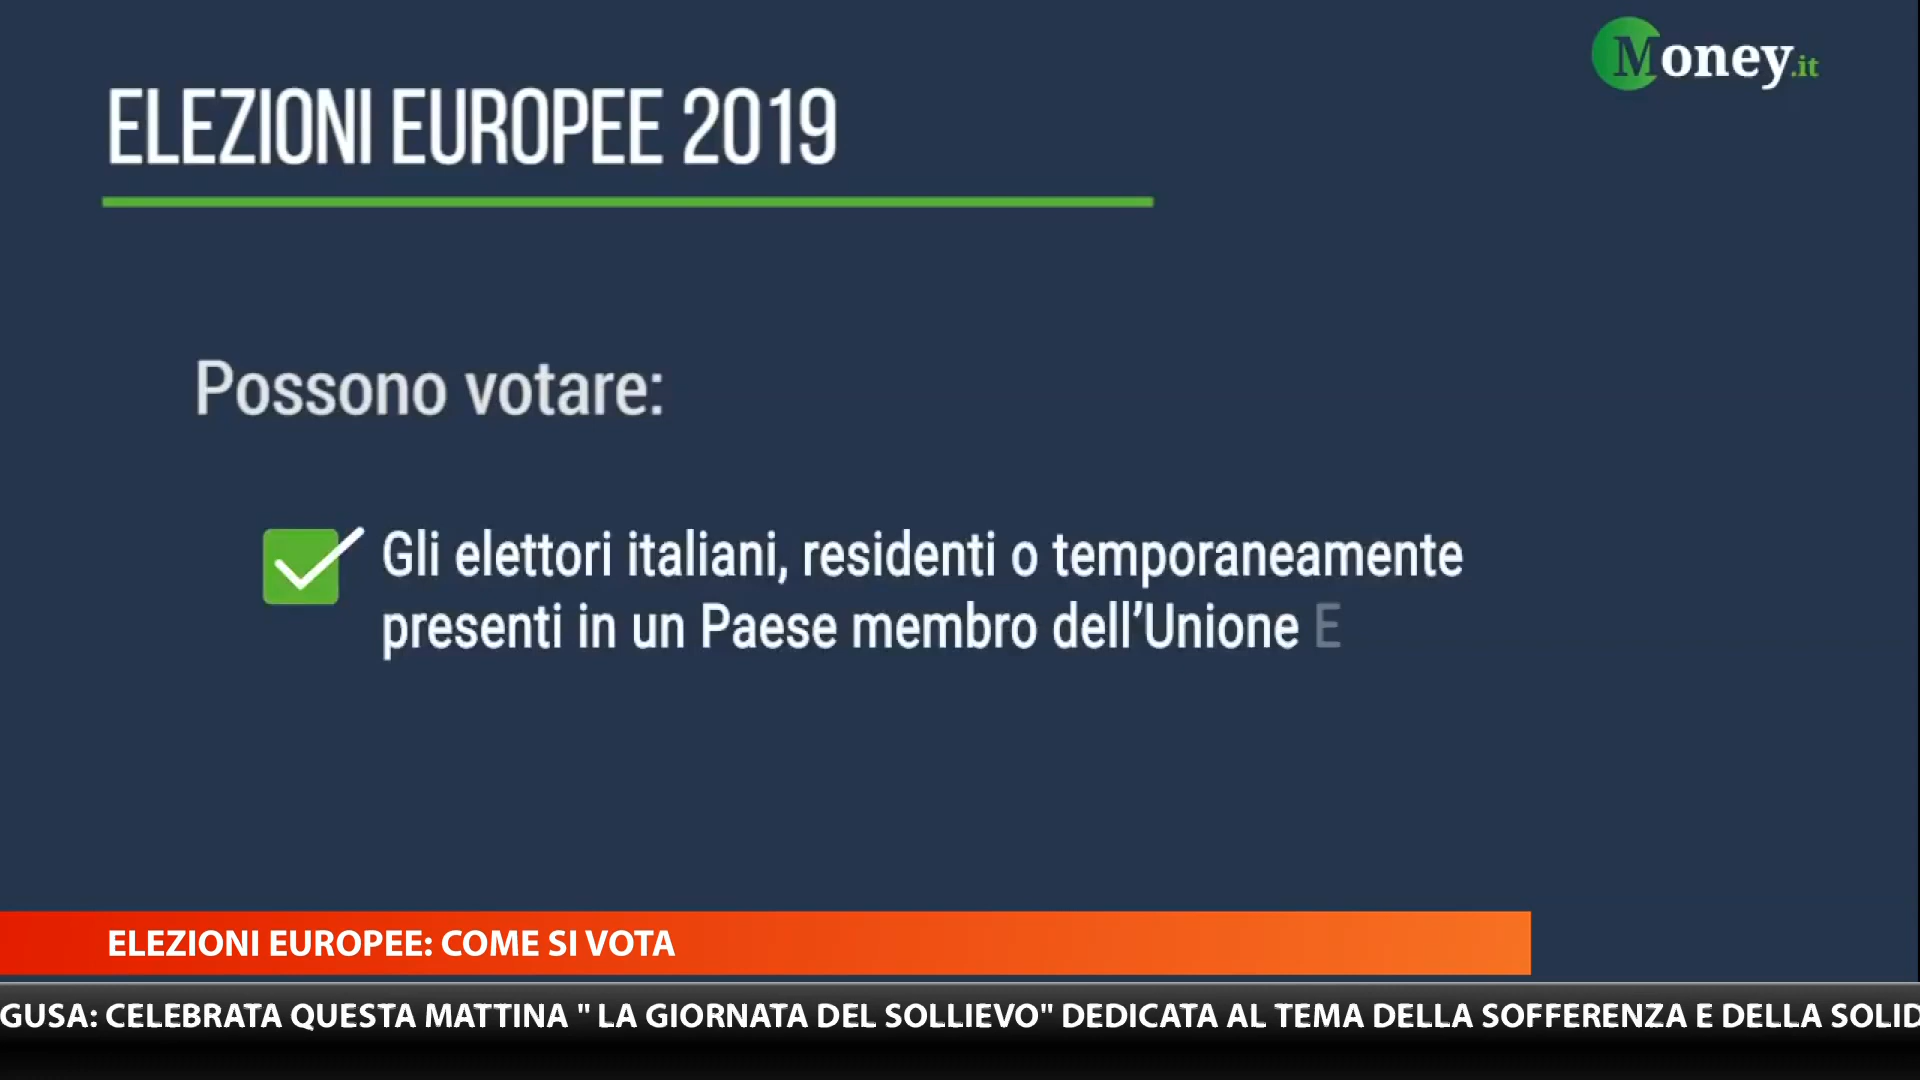 Money.it
ELEZIONI EUROPEE 2019
Possono votare:
Gli elettori italiani, residenti o temporaneamente
presenti in un Paese membro dell’Unione E
ELEZIONI EUROPEE: COME SI VOTA
GUSA: CELEBRATA QUESTA MATTINA " LA GIORNATA DEL SOLLIEVO" DEDICATA AL TEMA DELLA SOFFERENZA E DELLA SOLID